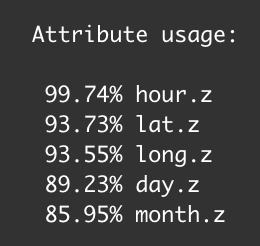 Attribute usage:
99.74% hour.z
93.73% lat.z
93.55% long.z
89.23% day.z
85.95% month.z